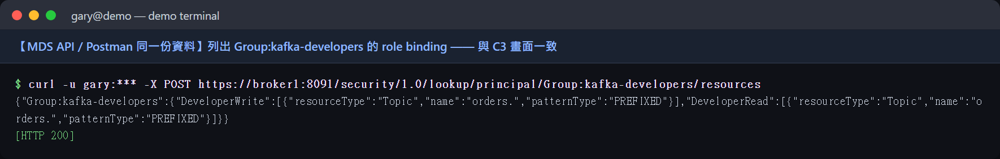 gary@demo — demo terminal
【MDS API / Postman 同一份資料】列出 Group:kafka-developers 的 role binding —— 與 C3 畫面一致
$ curl -u gary:*** -X POST https://broker1:8091/security/1.0/lookup/principal/Group:kafka-developers/resources
{"Group:kafka-developers":{"DeveloperWrite":[{"resourceType":"Topic","name":"orders.","patternType":"PREFIXED"}],"DeveloperRead":[{"resourceType":"Topic","name":"o
rders.","patternType":"PREFIXED"}]}}
[HTTP 200]